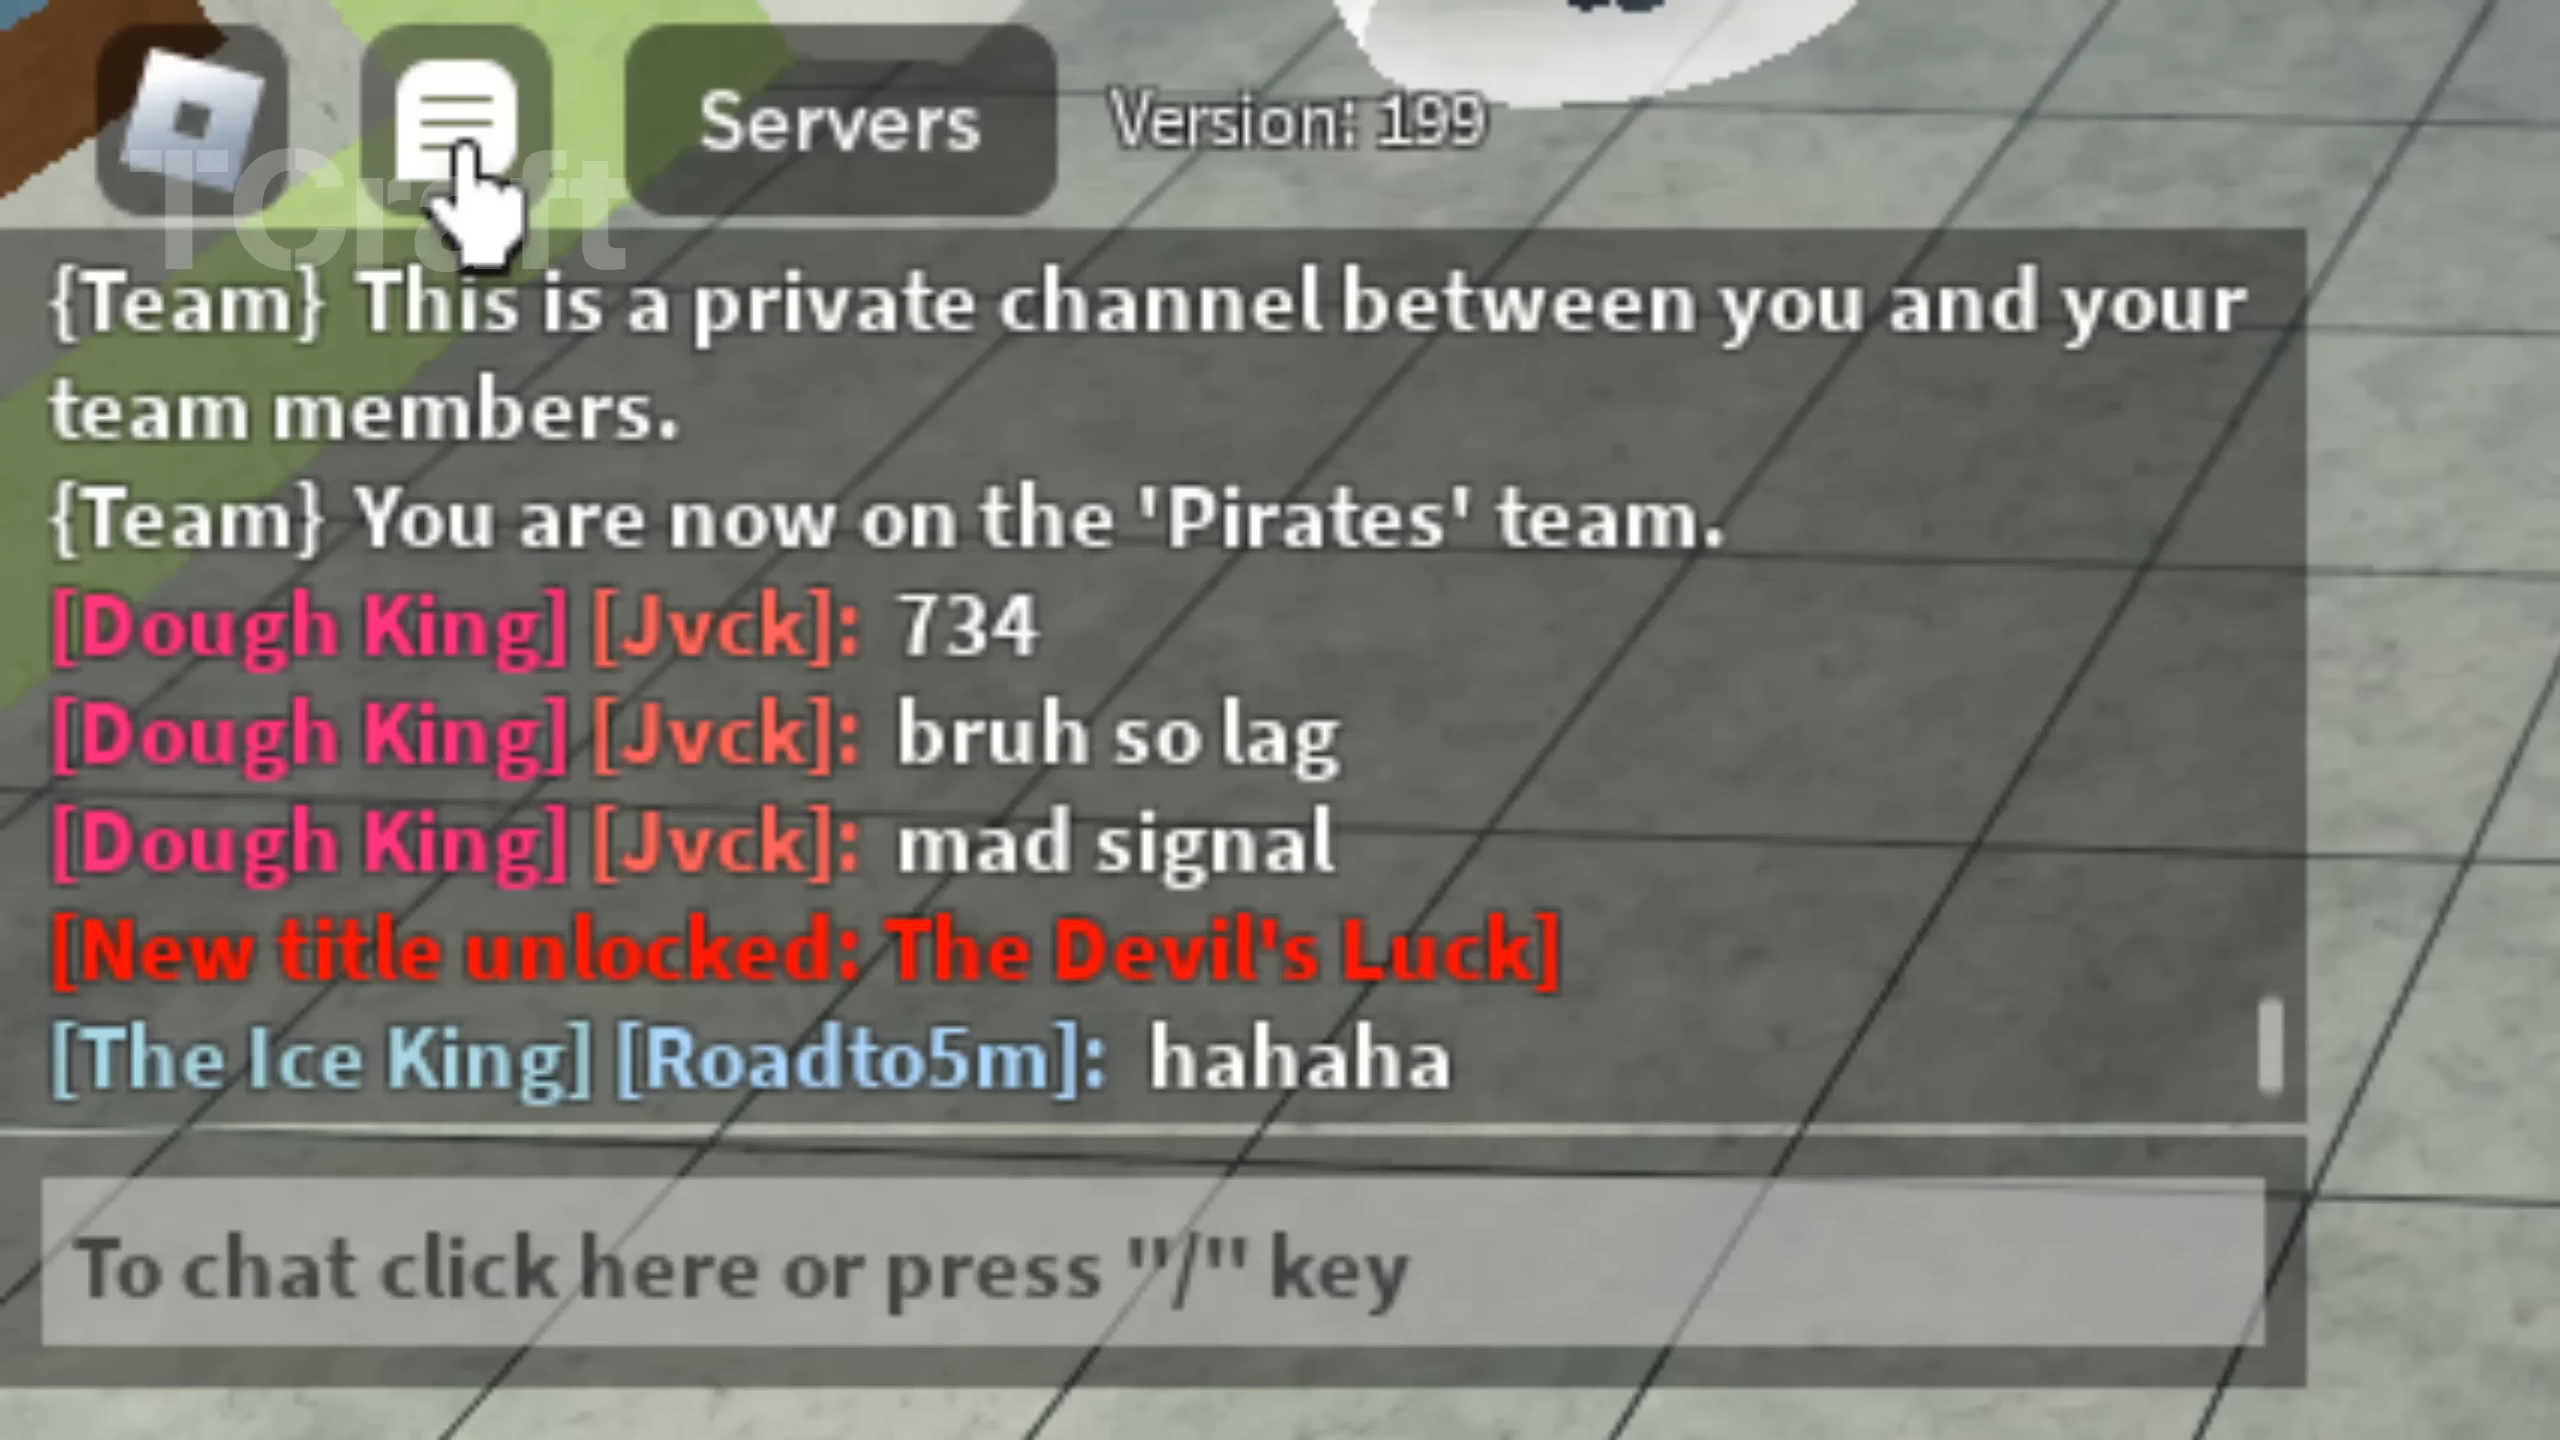 Servers
Version: 199
TCraft
{Team} This is a private channel between you and your
team members.
{Team} You are now on the 'Pirates' team.
[Dough King] [Jvck]: 734
[Dough King] [Jvck]: bruh so lag
[Dough King] [Jvck]: mad signal
[New title unlocked: The Devil's Luck]
[The Ice King] [Roadto5m]: hahaha
To chat click here or press "/" key